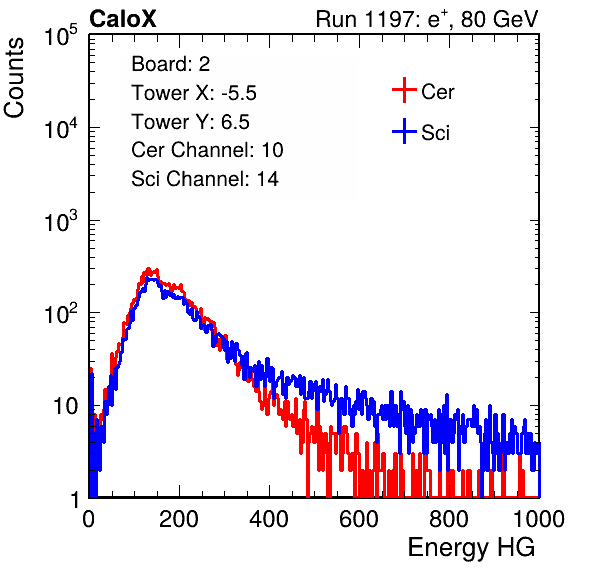 CaloX Run 1197: e⁺, 80 GeV
Counts
Board: 2
Tower X: -5.5
Tower Y: 6.5
Cer Channel: 10
Sci Channel: 14
Cer
Sci
10⁵
10⁴
10³
10²
10
1
0 200 400 600 800 1000
Energy HG